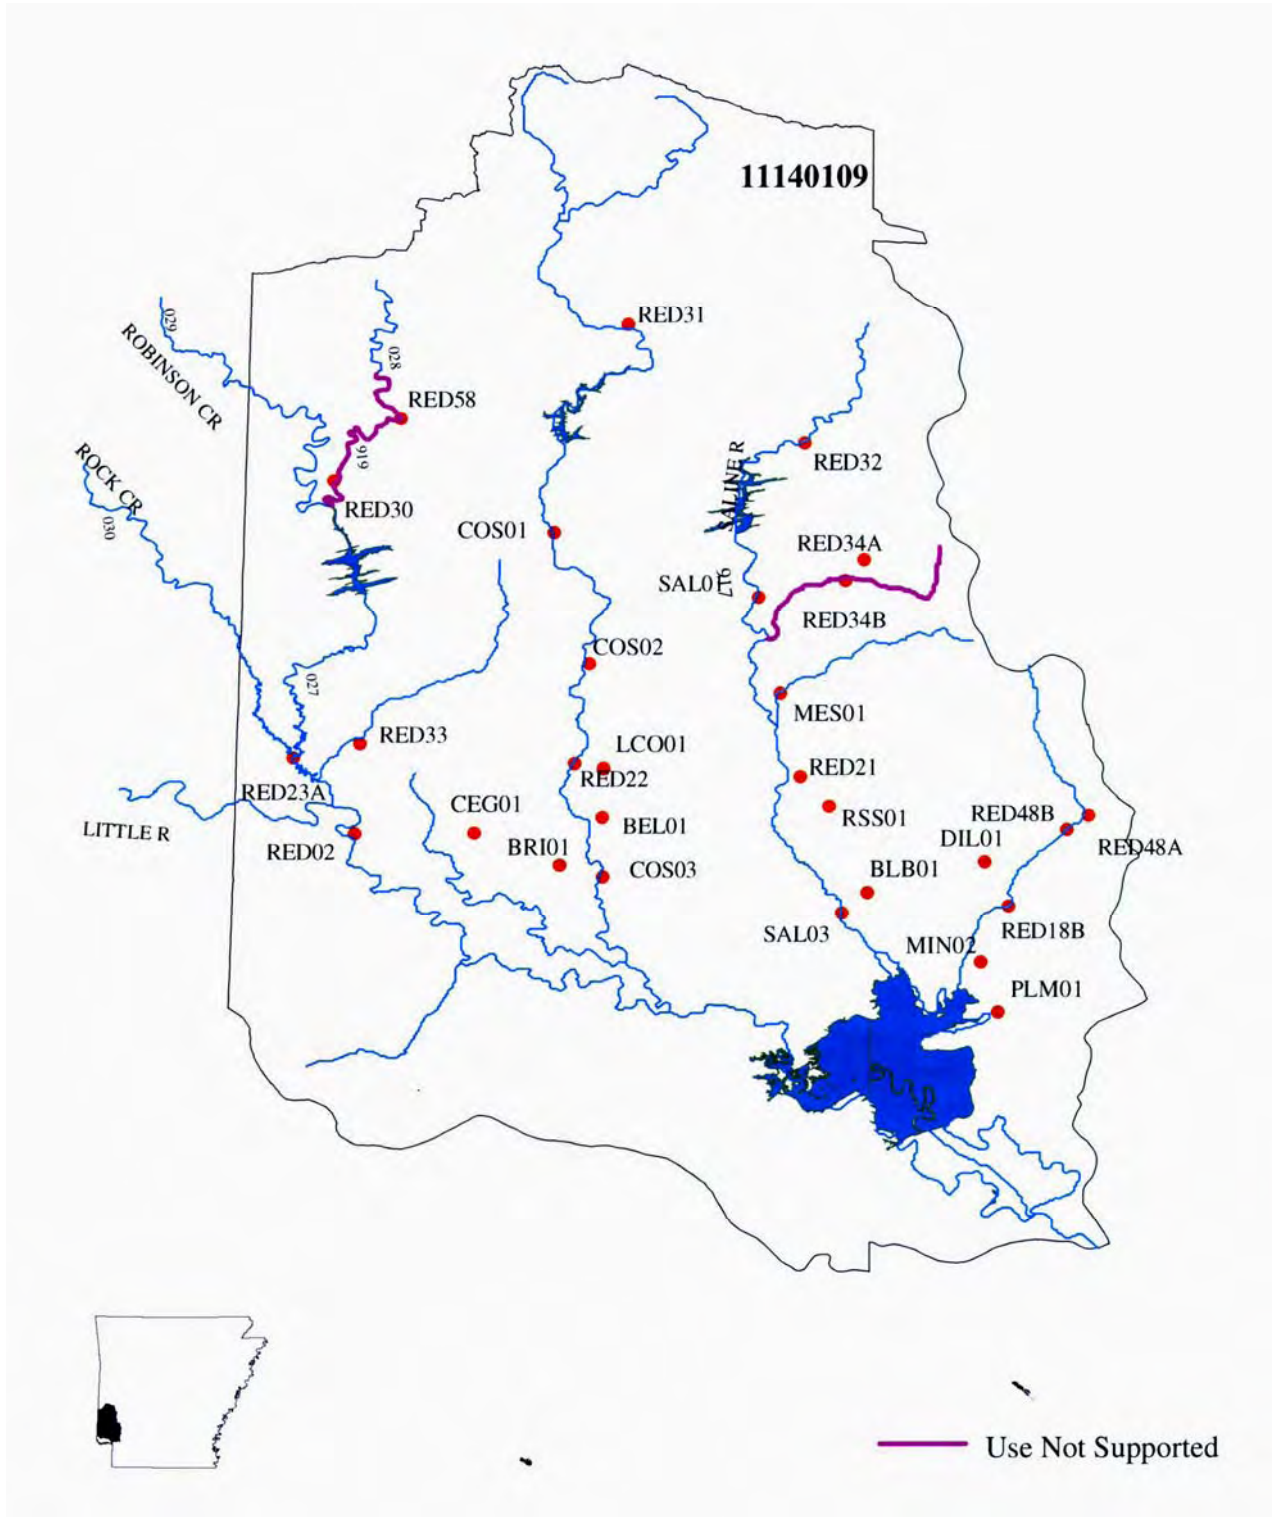 11140109
RED31
029
ROBINSON CR
028
RED58
919
RED30
ROCK CR
030
COS01
SALINE R
RED32
RED34A
SAL01
917
RED34B
COS02
027
MES01
RED33
LCO01
RED22
RED21
RED23A
CEG01
BEL01
RSS01
RED48B
DIL01
RED48A
LITTLE R
RED02
BRI01
COS03
BLB01
SAL03
MIN02
RED18B
PLM01
Use Not Supported